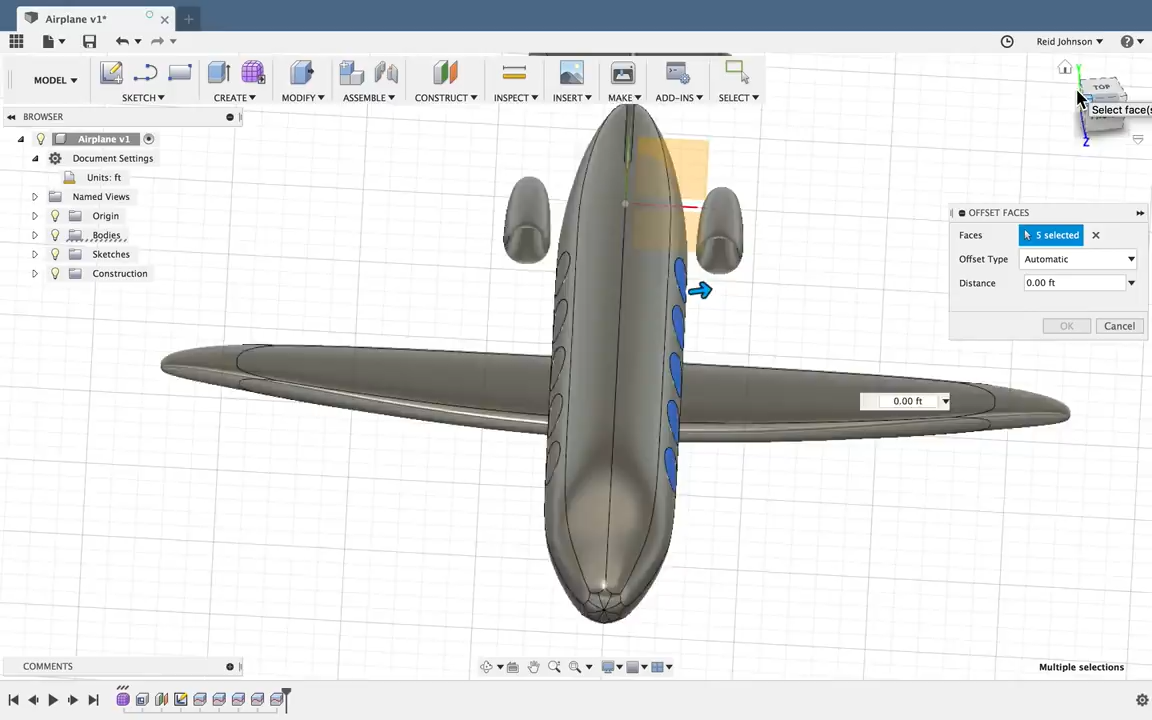 Airplane v1*
Reid Johnson
MODEL
SKETCH
CREATE
MODIFY
ASSEMBLE
CONSTRUCT
INSPECT
INSERT
MAKE
ADD-INS
SELECT
TOP
Select face(s
Y
Z
BROWSER
Airplane v1
Document Settings
Units: ft
Named Views
Origin
Bodies
Sketches
Construction
OFFSET FACES
Faces
5 selected
Offset Type
Automatic
Distance
0.00 ft
OK
Cancel
0.00 ft
COMMENTS
Multiple selections